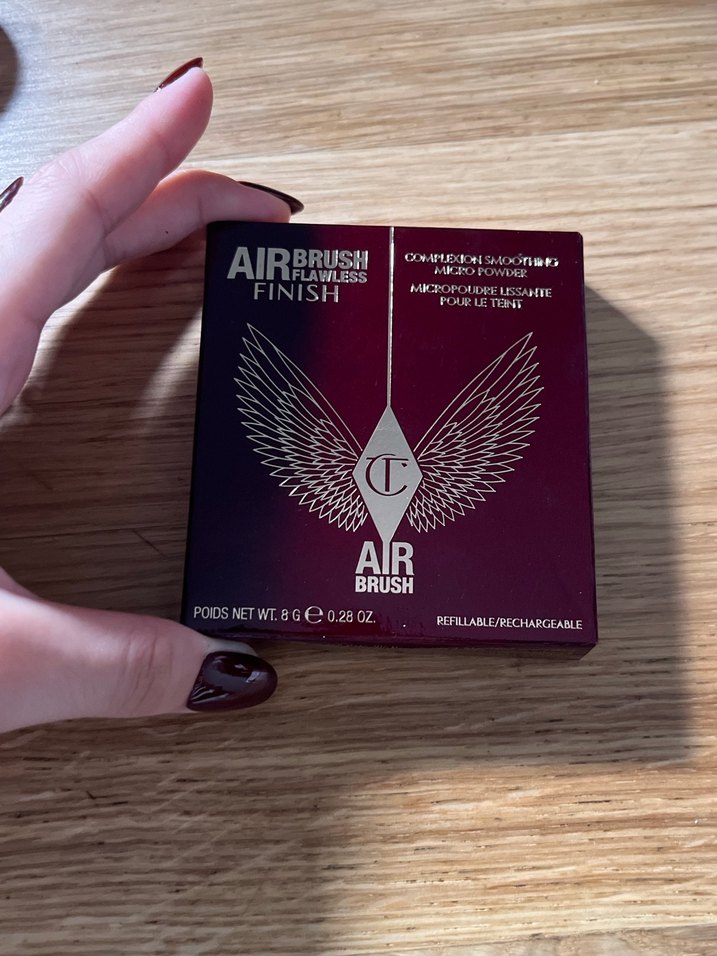 AIRBRUSH
FLAWLESS
FINISH
COMPLEXION SMOOTHING
MICRO POWDER
MICROPOUDRE LISSANTE
POUR LE TEINT
CT
AIR
BRUSH
POIDS NET WT. 8 G ℮ 0.28 OZ.
REFILLABLE/RECHARGEABLE